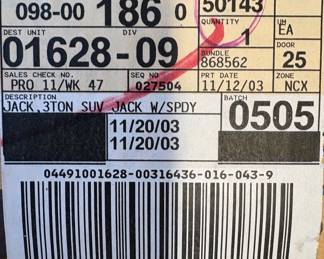 098-00 186 0 50143
QUANTITY UM
1 EA
DEST UNIT DIV
01628-09
BUNDLE DOOR
868562 25
SALES CHECK NO. SEQ NO PRT DATE ZONE
PRO 11/WK 47 027504 11/12/03 NCX
DESCRIPTION BATCH
JACK,3TON SUV JACK W/SPDY 0505
11/20/03
11/20/03
04491001628-00316436-016-043-9